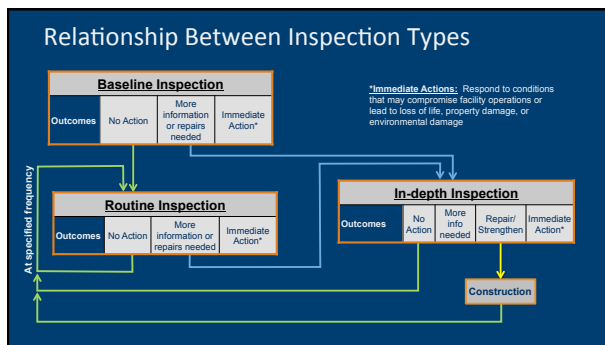 Relationship Between Inspection Types
Baseline Inspection
Outcomes
No Action
More
information
or repairs
needed
Immediate
Action*
*Immediate Actions: Respond to conditions
that may compromise facility operations or
lead to loss of life, property damage, or
environmental damage
At specified frequency
Routine Inspection
Outcomes
No Action
More
information or
repairs needed
Immediate
Action*
In-depth Inspection
Outcomes
No
Action
More
info
needed
Repair/
Strengthen
Immediate
Action*
Construction